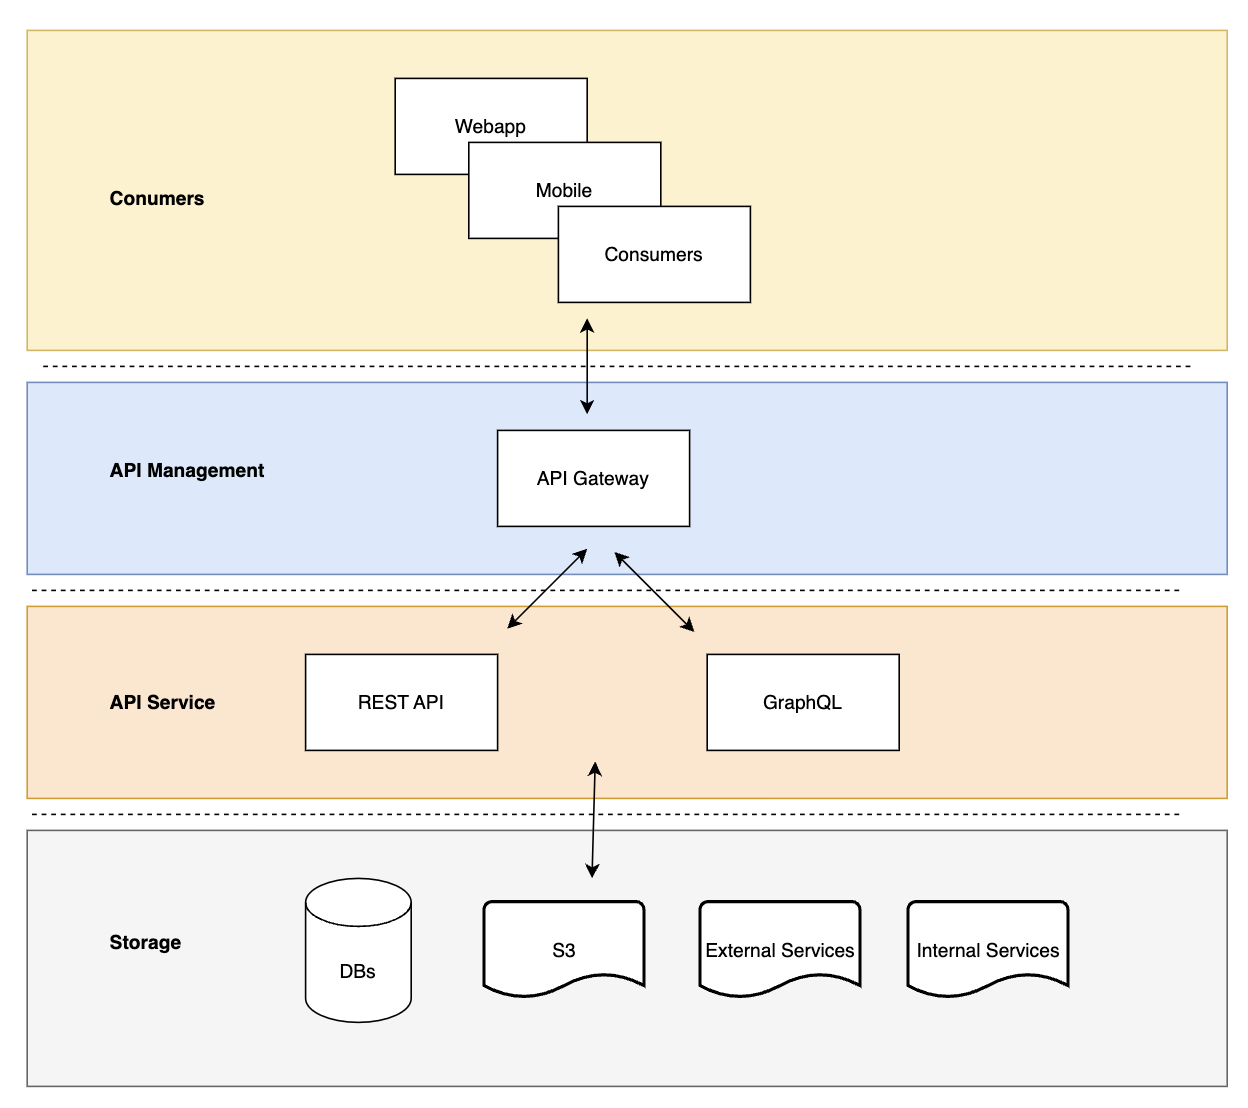 Webapp
Mobile
Conumers
Consumers
API Management
API Gateway
API Service
REST API
GraphQL
Storage
DBs
S3
External Services
Internal Services